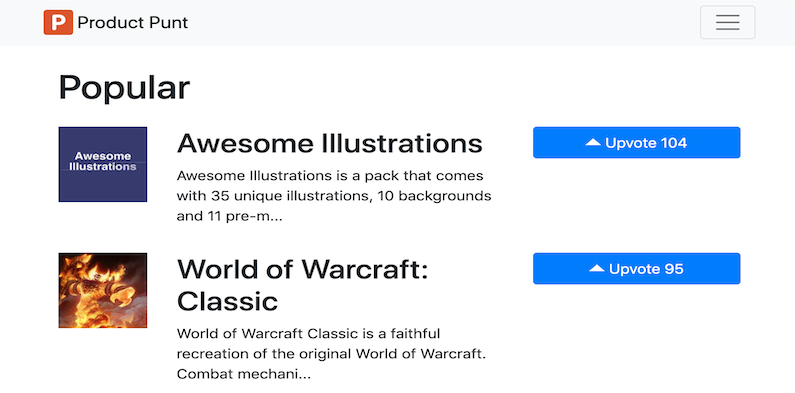 P Product Punt
Popular
Awesome
Illustrations
Awesome Illustrations
Upvote 104
Awesome Illustrations is a pack that comes
with 35 unique illustrations, 10 backgrounds
and 11 pre-m...
World of Warcraft:
Classic
Upvote 95
World of Warcraft Classic is a faithful
recreation of the original World of Warcraft.
Combat mechani...